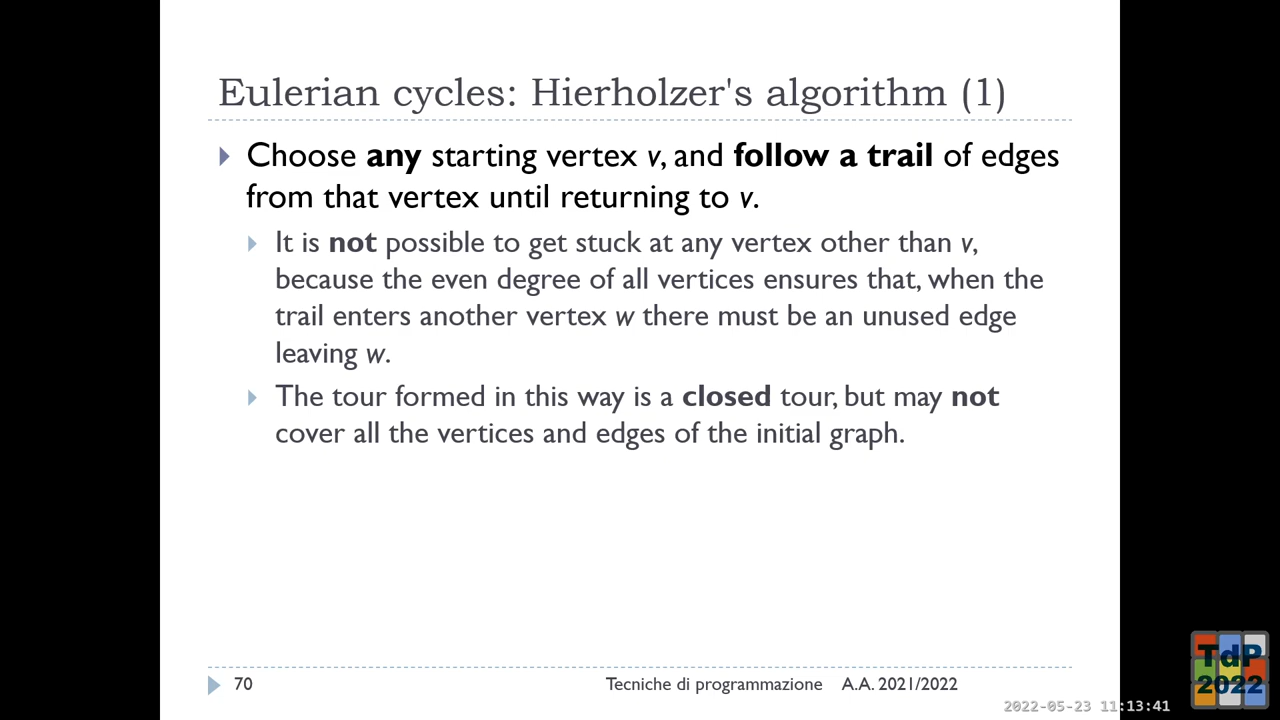 Eulerian cycles: Hierholzer's algorithm (1)
Choose any starting vertex v, and follow a trail of edges
from that vertex until returning to v.
It is not possible to get stuck at any vertex other than v,
because the even degree of all vertices ensures that, when the
trail enters another vertex w there must be an unused edge
leaving w.
The tour formed in this way is a closed tour, but may not
cover all the vertices and edges of the initial graph.
70
Tecniche di programmazione A.A. 2021/2022
2022-05-23 11:13:41
TdP
2022